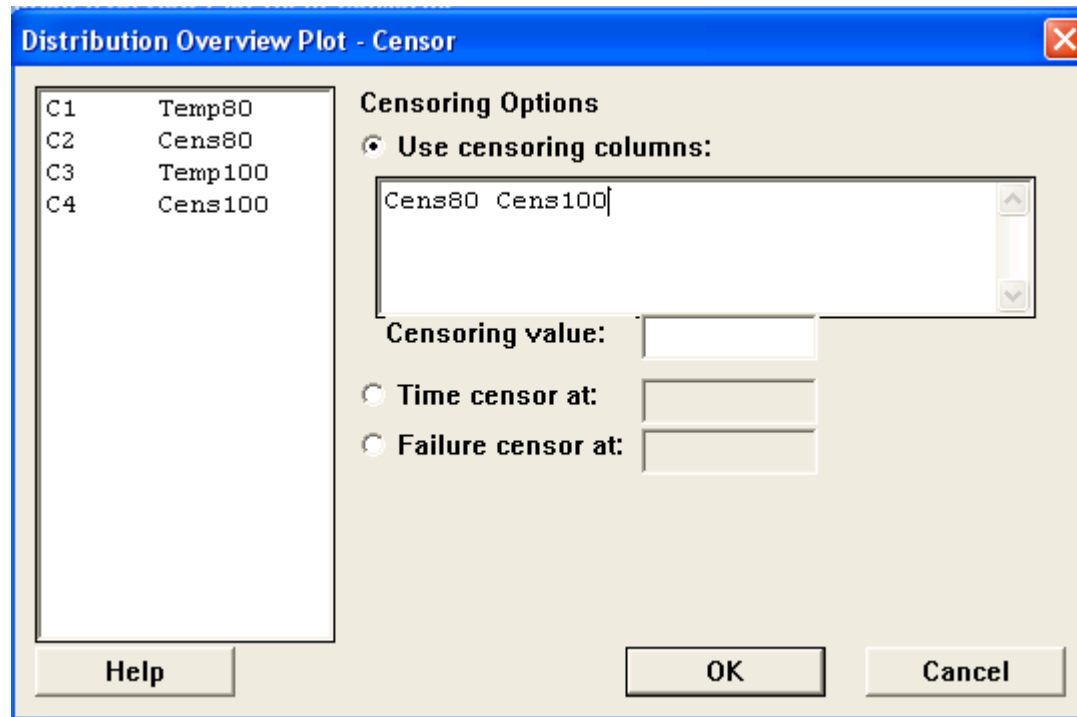 Distribution Overview Plot - Censor
C1 Temp80
C2 Cens80
C3 Temp100
C4 Cens100
Censoring Options
Use censoring columns:
Cens80 Cens100
Censoring value:
Time censor at:
Failure censor at:
Help
OK
Cancel